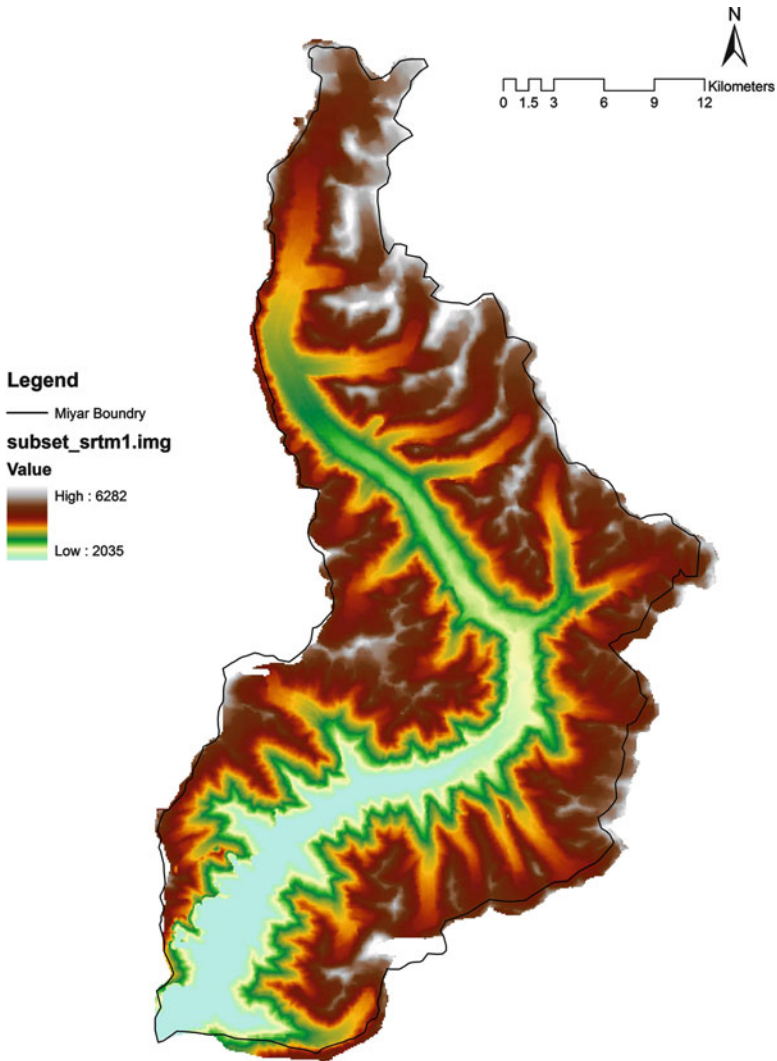 N
Kilometers
0 1.5 3 6 9 12
Legend
Miyar Boundry
subset_srtm1.img
Value
High : 6282
Low : 2035